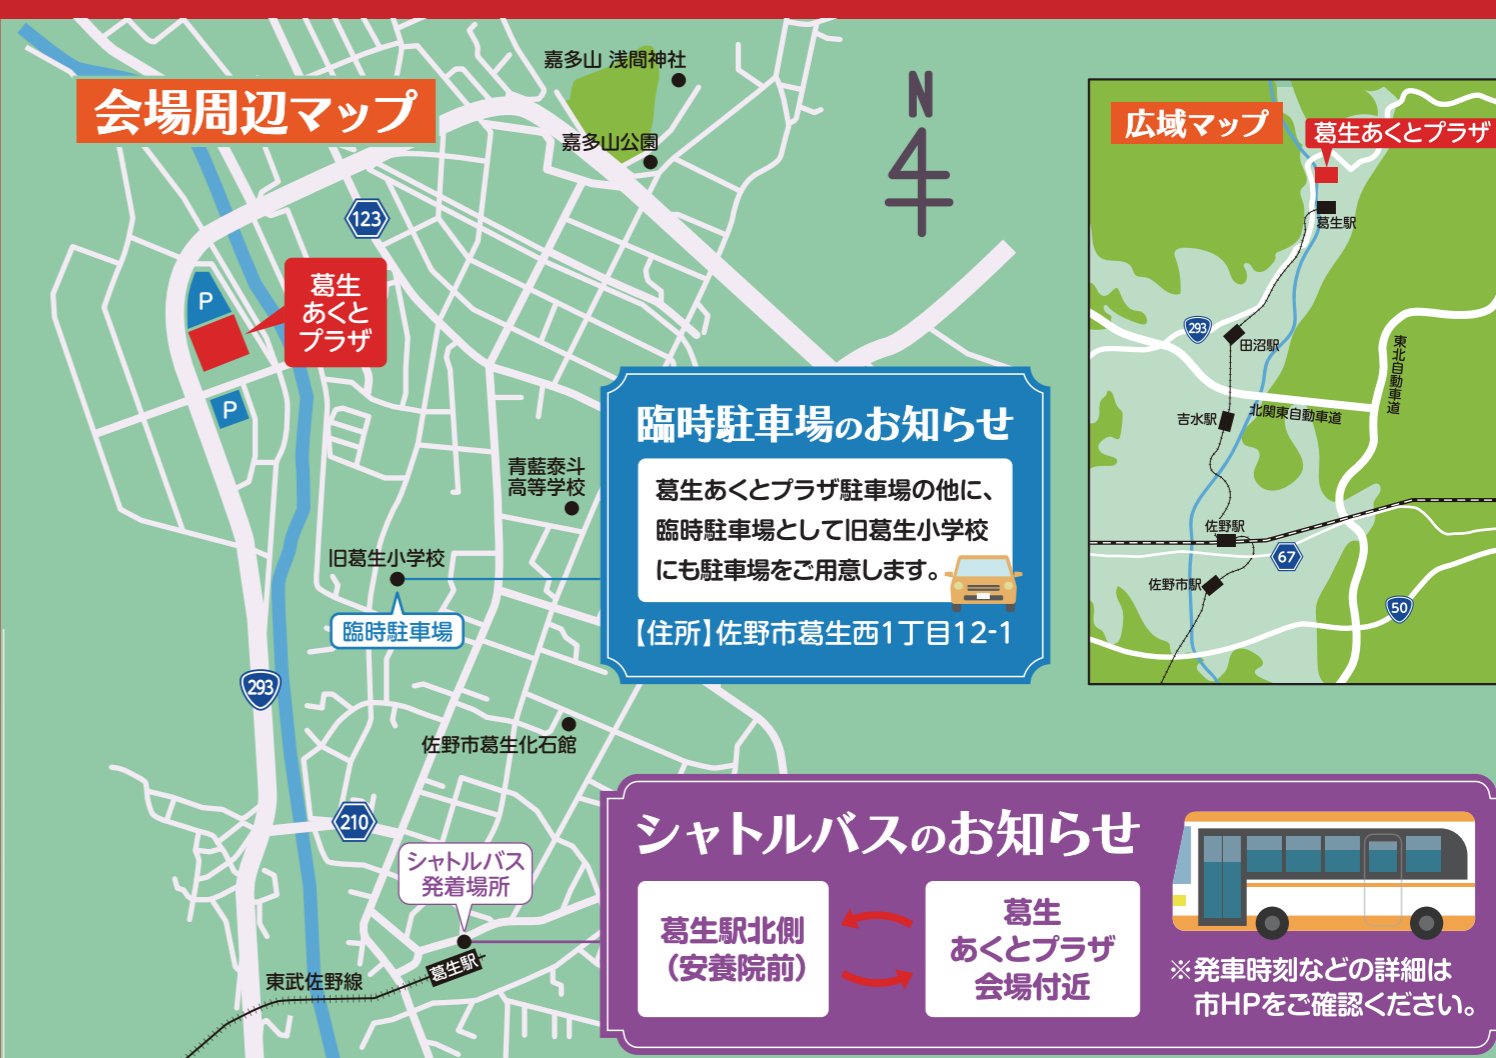 会場周辺マップ
嘉多山 浅間神社
嘉多山公園
N
123
葛生
あくと
プラザ
P
P
青藍泰斗
高等学校
旧葛生小学校
臨時駐車場
293
佐野市葛生化石館
210
シャトルバス
発着場所
葛生駅
東武佐野線
広域マップ
葛生あくとプラザ
葛生駅
293
田沼駅
東北自動車道
吉水駅
北関東自動車道
佐野駅
67
佐野市駅
50
臨時駐車場のお知らせ
葛生あくとプラザ駐車場の他に、
臨時駐車場として旧葛生小学校
にも駐車場をご用意します。
【住所】佐野市葛生西1丁目12-1
シャトルバスのお知らせ
葛生駅北側
（安養院前）
葛生
あくとプラザ
会場付近
※発車時刻などの詳細は
市HPをご確認ください。